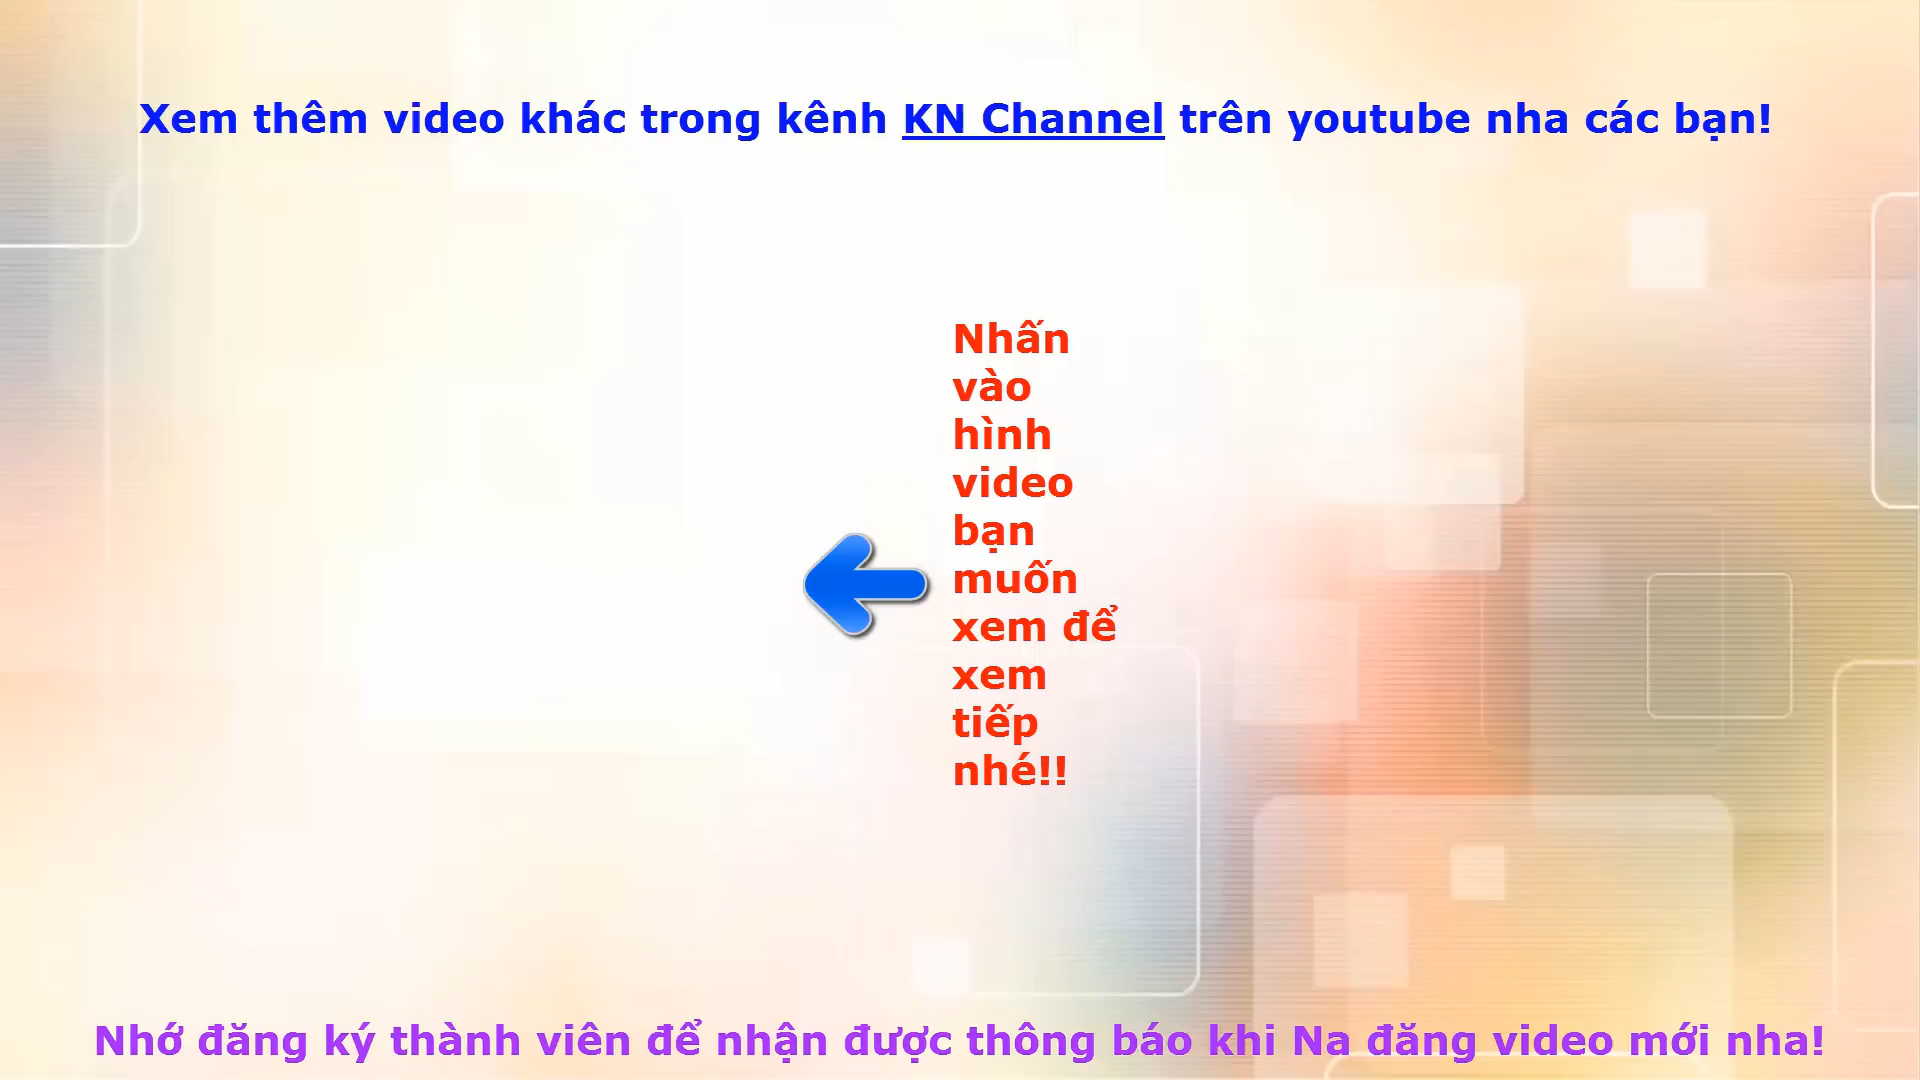 Xem thêm video khác trong kênh KN Channel trên youtube nha các bạn!
Nhấn
vào
hình
video
bạn
muốn
xem để
xem
tiếp
nhé!!
Nhớ đăng ký thành viên để nhận được thông báo khi Na đăng video mới nha!